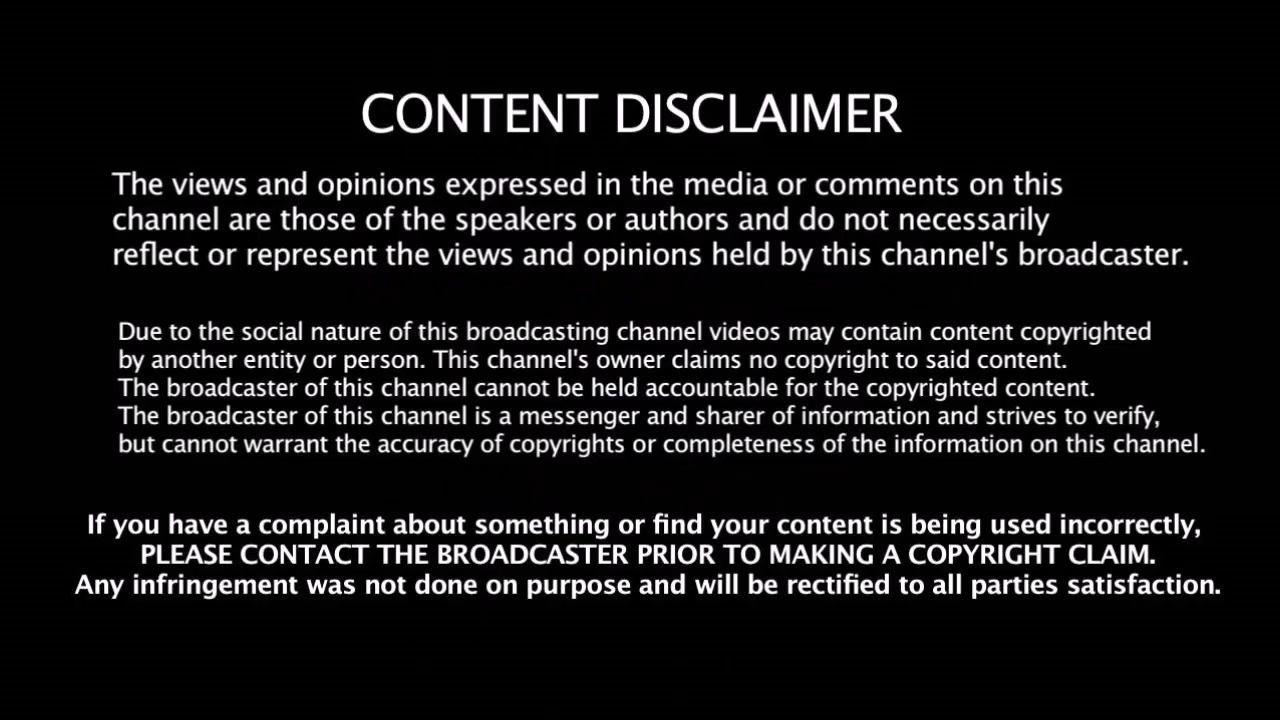 CONTENT DISCLAIMER
The views and opinions expressed in the media or comments on this
channel are those of the speakers or authors and do not necessarily
reflect or represent the views and opinions held by this channel's broadcaster.
Due to the social nature of this broadcasting channel videos may contain content copyrighted
by another entity or person. This channel's owner claims no copyright to said content.
The broadcaster of this channel cannot be held accountable for the copyrighted content.
The broadcaster of this channel is a messenger and sharer of information and strives to verify,
but cannot warrant the accuracy of copyrights or completeness of the information on this channel.
If you have a complaint about something or find your content is being used incorrectly,
PLEASE CONTACT THE BROADCASTER PRIOR TO MAKING A COPYRIGHT CLAIM.
Any infringement was not done on purpose and will be rectified to all parties satisfaction.